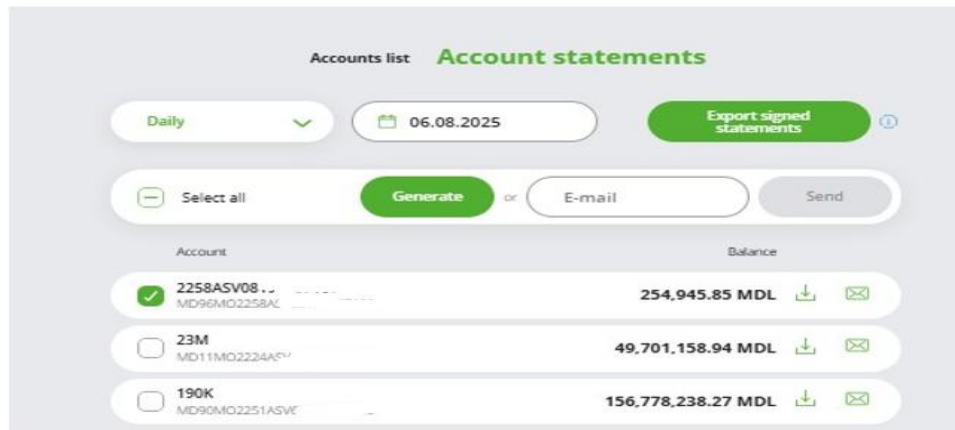 Accounts list Account statements
Daily 06.08.2025 Export signed
statements
Select all Generate or E-mail Send
Account Balance
254,945.85 MDL
23M
49,701,158.94 MDL
190K
156,778,238.27 MDL